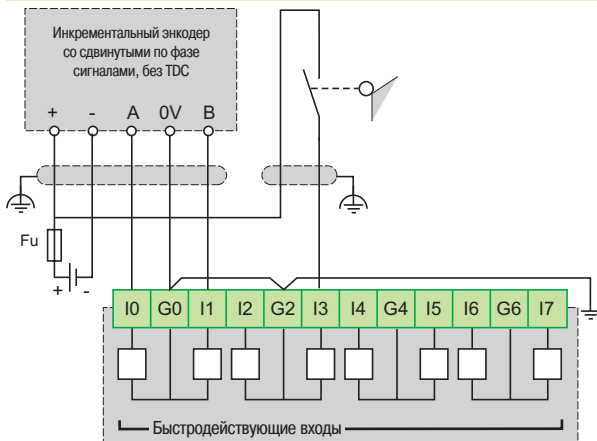 Инкрементальный энкодер
со сдвинутыми по фазе
сигналами, без TDC
+ - A 0V B
Fu
+ -
I0 G0 I1 I2 G2 I3 I4 G4 I5 I6 G6 I7
Быстродействующие входы